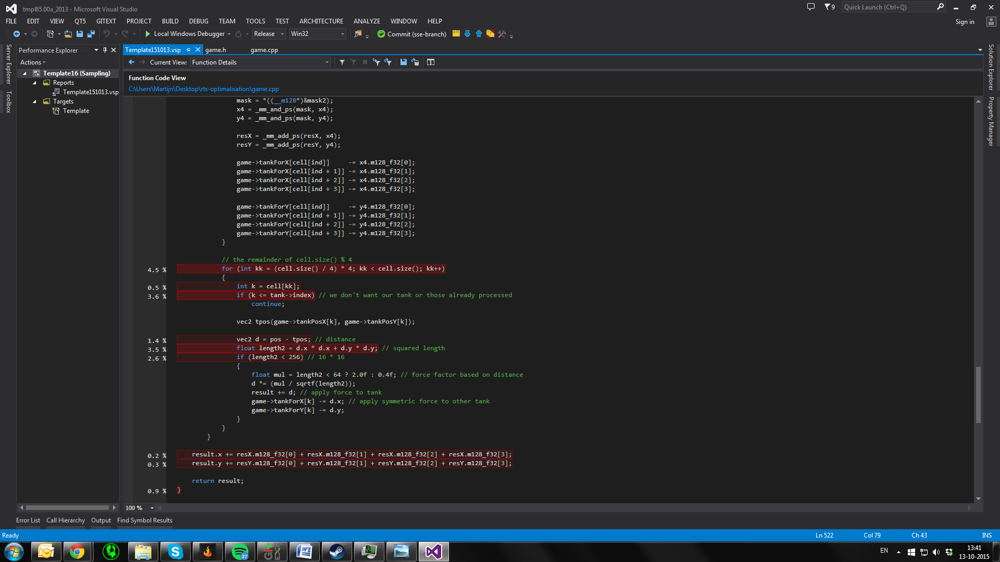 tmpl85.00a_2013 - Microsoft Visual Studio
9
Quick Launch (Ctrl+Q)
FILE EDIT VIEW QT5 GITEXT PROJECT BUILD DEBUG TEAM TOOLS TEST ARCHITECTURE ANALYZE WINDOW HELP
Sign in
Local Windows Debugger Release Win32 Commit (sse-branch)
Server Explorer
Toolbox
Performance Explorer
Actions
Template16 (Sampling)
Reports
Template151013.vsp
Targets
Template
Template151013.vsp game.h game.cpp
Current View: Function Details
Function Code View
C:\Users\Martijn\Desktop\rts-optimalisation\game.cpp
mask = *((__m128*)&mask2);
x4 = _mm_and_ps(mask, x4);
y4 = _mm_and_ps(mask, y4);
resX = _mm_add_ps(resX, x4);
resY = _mm_add_ps(resY, y4);
game->tankForX[cell[ind]]     -= x4.m128_f32[0];
game->tankForX[cell[ind + 1]] -= x4.m128_f32[1];
game->tankForX[cell[ind + 2]] -= x4.m128_f32[2];
game->tankForX[cell[ind + 3]] -= x4.m128_f32[3];
game->tankForY[cell[ind]]     -= y4.m128_f32[0];
game->tankForY[cell[ind + 1]] -= y4.m128_f32[1];
game->tankForY[cell[ind + 2]] -= y4.m128_f32[2];
game->tankForY[cell[ind + 3]] -= y4.m128_f32[3];
}
// the remainder of cell.size() % 4
4.5 % for (int kk = (cell.size() / 4) * 4; kk < cell.size(); kk++)
{
0.5 % int k = cell[kk];
3.6 % if (k <= tank->index) // we don't want our tank or those already processed
continue;
vec2 tpos(game->tankPosX[k], game->tankPosY[k]);
1.4 % vec2 d = pos - tpos; // distance
3.5 % float length2 = d.x * d.x + d.y * d.y; // squared length
2.6 % if (length2 < 256) // 16 * 16
{
float mul = length2 < 64 ? 2.0f : 0.4f; // force factor based on distance
d *= (mul / sqrtf(length2));
result += d; // apply force to tank
game->tankForX[k] -= d.x; // apply symmetric force to other tank
game->tankForY[k] -= d.y;
}
}
}
0.2 % result.x += resX.m128_f32[0] + resX.m128_f32[1] + resX.m128_f32[2] + resX.m128_f32[3];
0.3 % result.y += resY.m128_f32[0] + resY.m128_f32[1] + resY.m128_f32[2] + resY.m128_f32[3];
return result;
0.9 % }
100 %
Solution Explorer
Property Manager
Error List Call Hierarchy Output Find Symbol Results
Ready Ln 522 Col 79 Ch 43 INS
27
EN
13:41
13-10-2015